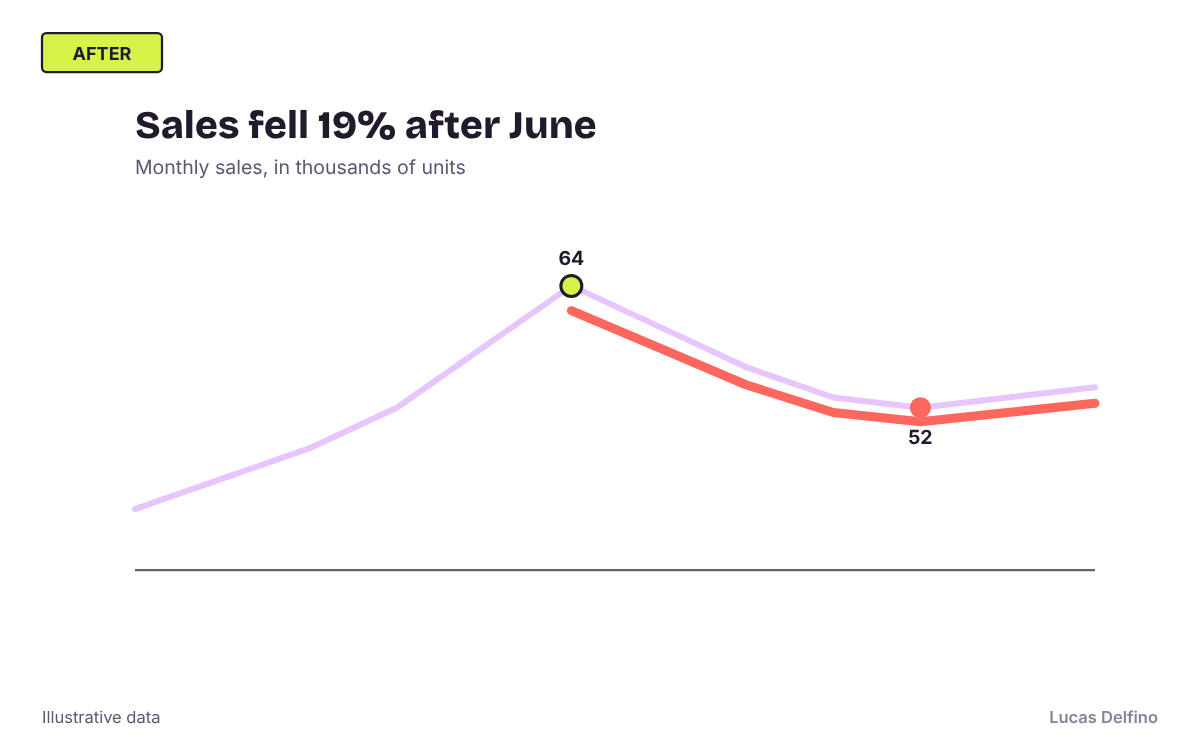 AFTER
Sales fell 19% after June
Monthly sales, in thousands of units
64
52
Illustrative data
Lucas Delfino